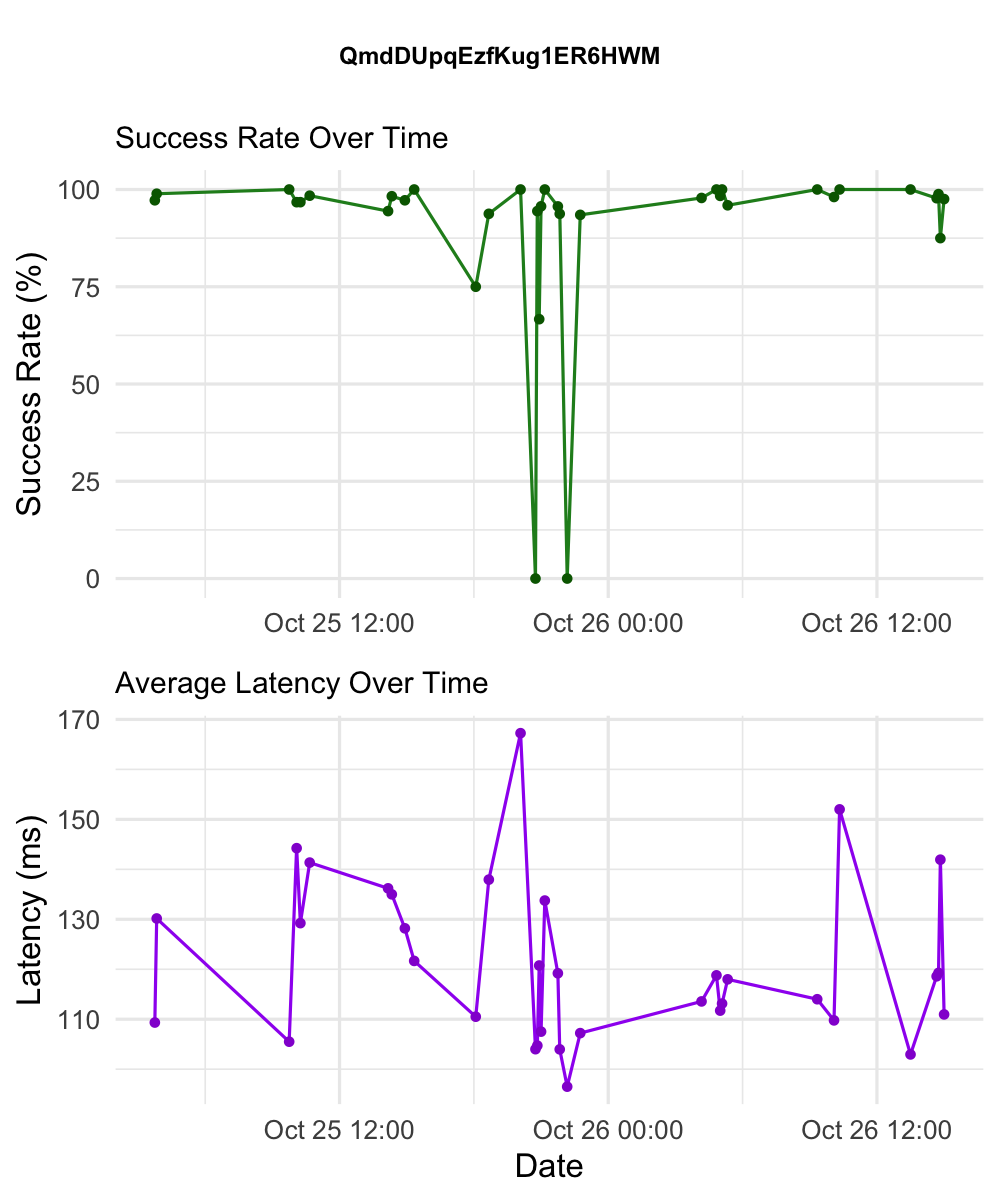 QmdDUpqEzfKug1ER6HWM
Success Rate Over Time
Success Rate (%)
100
75
50
25
0
Oct 25 12:00 Oct 26 00:00 Oct 26 12:00
Average Latency Over Time
Latency (ms)
170
150
130
110
Oct 25 12:00 Oct 26 00:00 Oct 26 12:00
Date